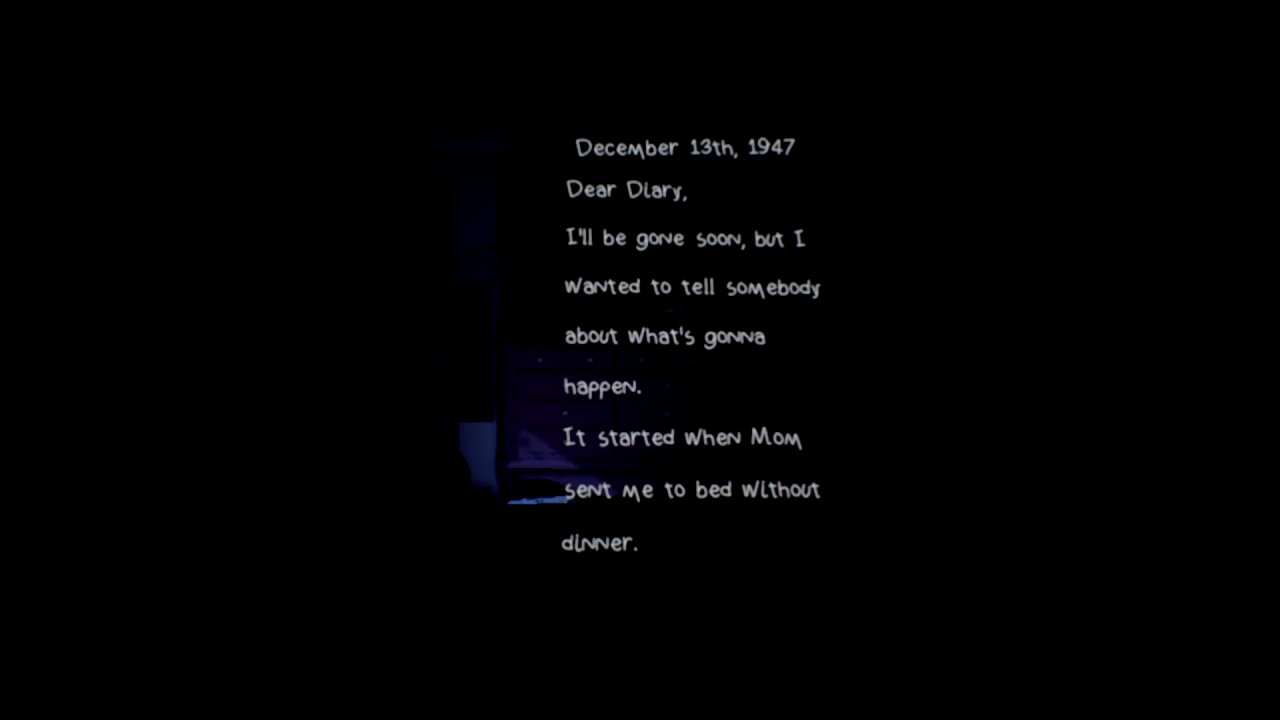 December 13th, 1947
Dear Diary,
I'll be gone soon, but I
wanted to tell somebody
about what's gonna
happen.
It started when Mom
sent me to bed without
dinner.